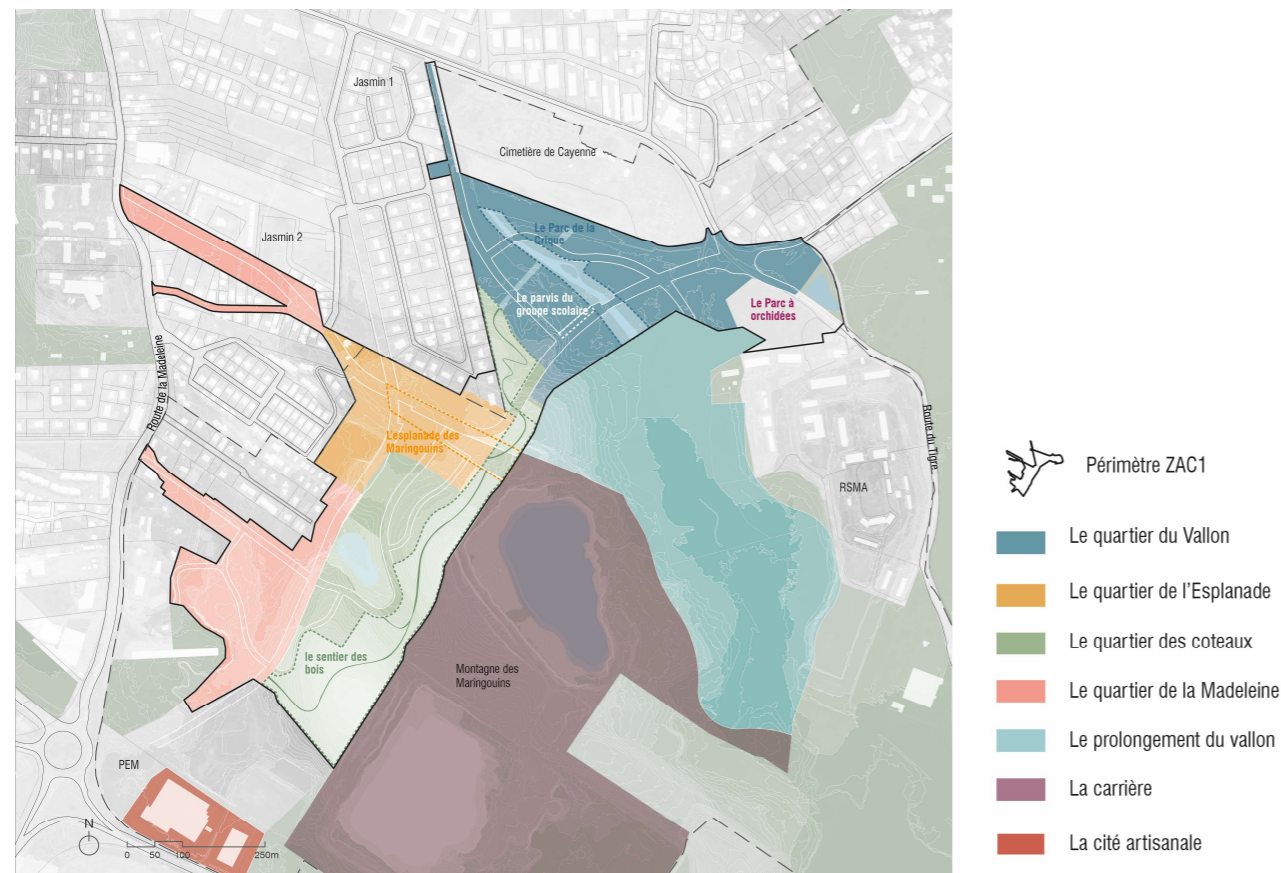 Jasmin 1
Cimetière de Cayenne
Jasmin 2
Le Parc de la
Crique
Le parvis du
groupe scolaire
Le Parc à
orchidées
Route de la Madeleine
L'esplanade des
Maringouins
Route du Tigre
RSMA
le sentier des
bois
Montagne des
Maringouins
PEM
N
0 50 100 250m
Périmètre ZAC1
Le quartier du Vallon
Le quartier de l'Esplanade
Le quartier des coteaux
Le quartier de la Madeleine
Le prolongement du vallon
La carrière
La cité artisanale